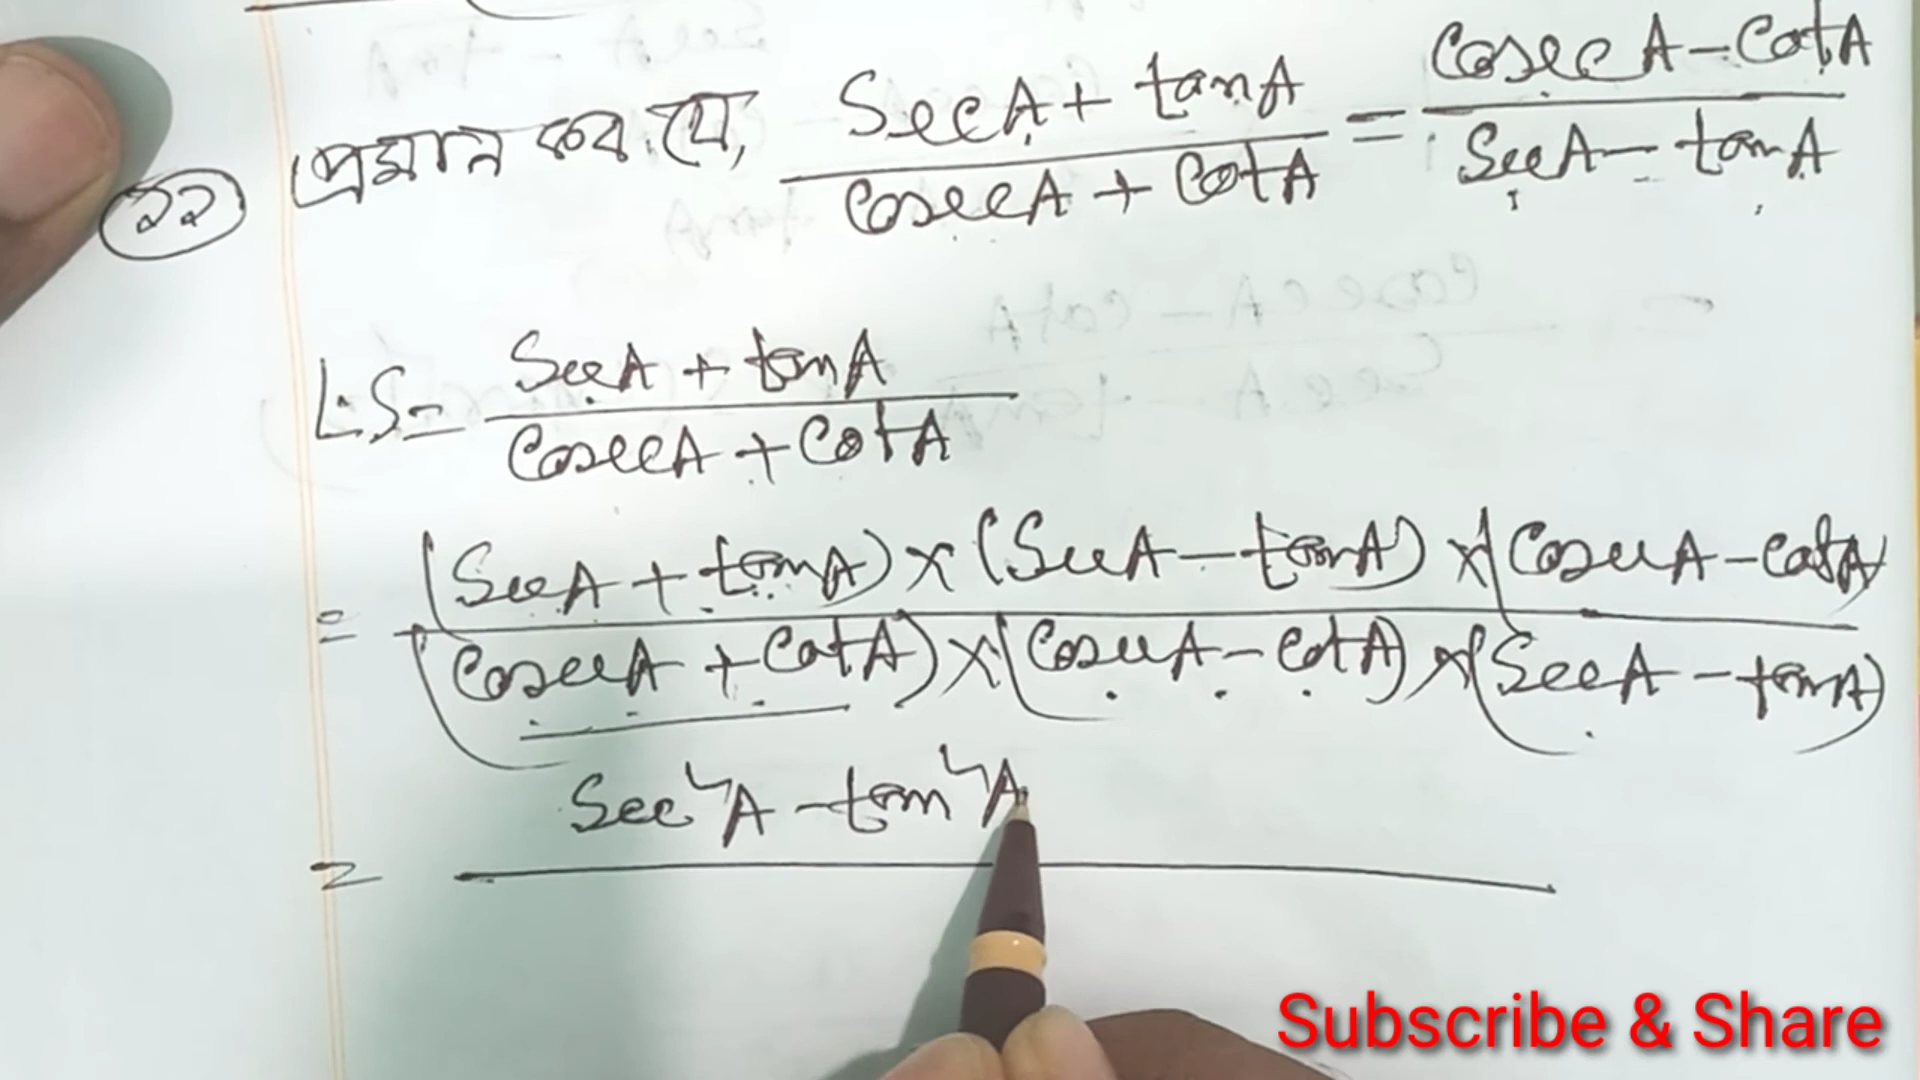 ২২ প্রমান কর যে, SecA + tanA / CosecA + CotA = CosecA - CotA / SecA - tanA
L.S = SecA + tanA / CosecA + CotA
= (SecA + tanA) × (SecA - tanA) × (CosecA - CotA) / (CosecA + CotA) × (CosecA - CotA) × (SecA - tanA)
= Sec²A - tan²A
Subscribe & Share